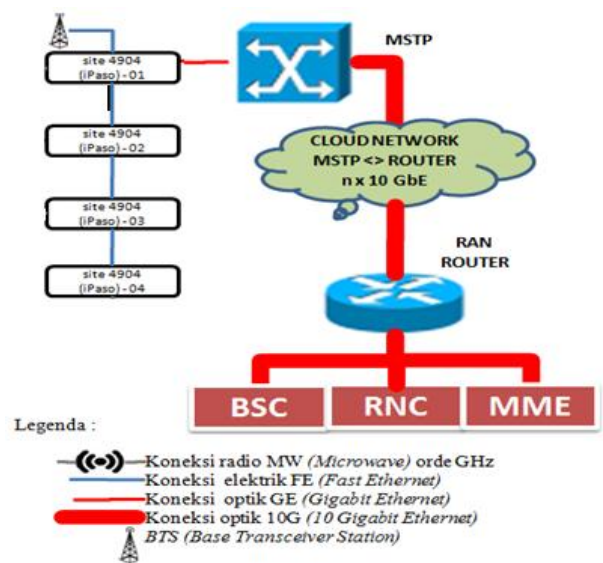 MSTP
site 4904
(iPaso) - 01
site 4904
(iPaso) - 02
site 4904
(iPaso) - 03
site 4904
(iPaso) - 04
CLOUD NETWORK
MSTP <> ROUTER
n x 10 GbE
RAN
ROUTER
BSC
RNC
MME
Legenda :
Koneksi radio MW (Microwave) orde GHz
Koneksi elektrik FE (Fast Ethernet)
Koneksi optik GE (Gigabit Ethernet)
Koneksi optik 10G (10 Gigabit Ethernet)
BTS (Base Transceiver Station)